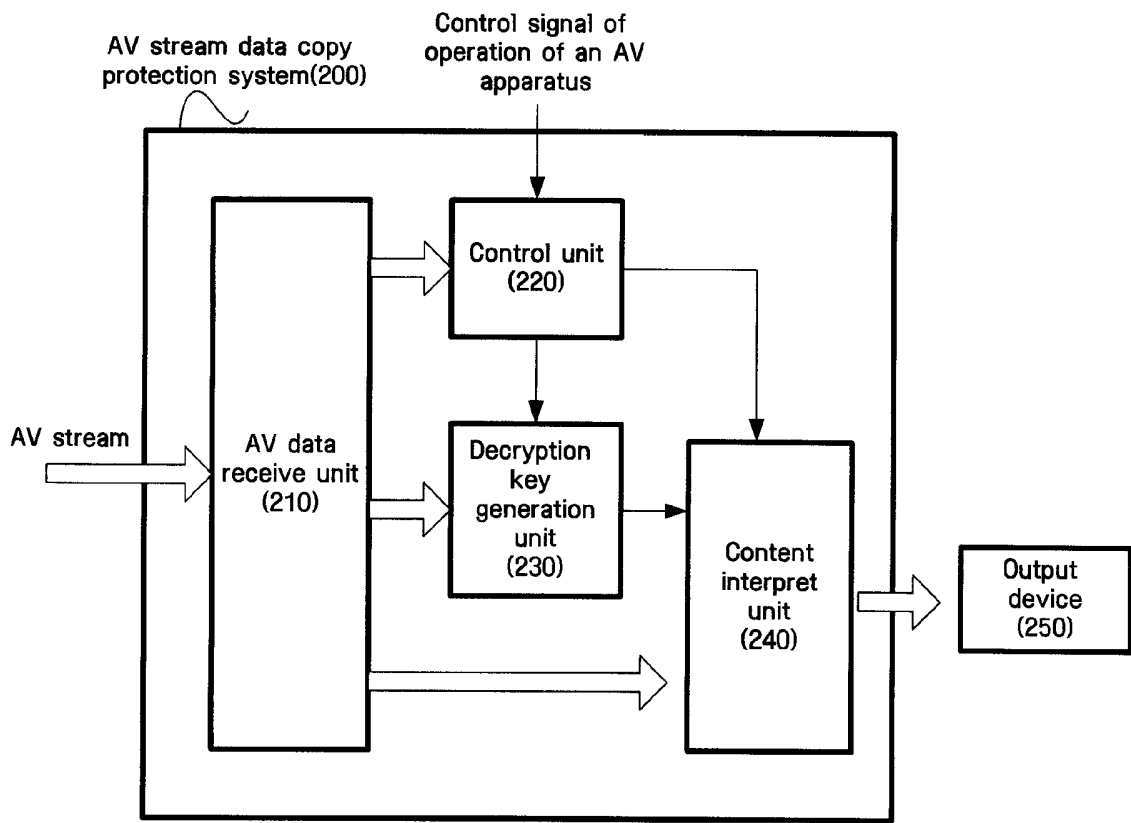 Control signal of
operation of an AV
apparatus
AV stream data copy
protection system(200)
Control unit
(220)
AV stream
AV data
receive unit
(210)
Decryption
key
generation
unit
(230)
Content
interpret
unit
(240)
Output
device
(250)